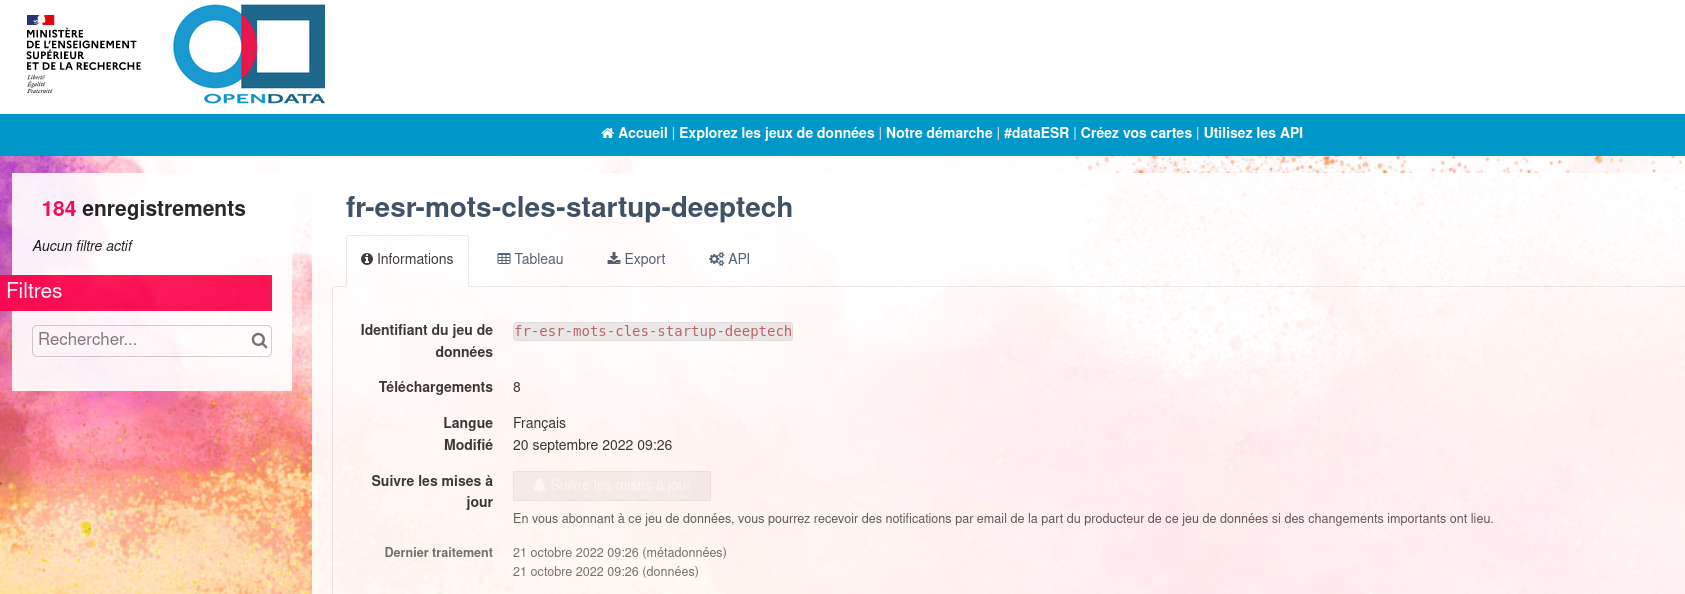 MINISTÈRE
DE L'ENSEIGNEMENT
SUPÉRIEUR
ET DE LA RECHERCHE
Liberté
Égalité
Fraternité
OPENDATA
Accueil | Explorez les jeux de données | Notre démarche | #dataESR | Créez vos cartes | Utilisez les API
184 enregistrements
Aucun filtre actif
Filtres
Rechercher...
fr-esr-mots-cles-startup-deeptech
Informations Tableau Export API
Identifiant du jeu de fr-esr-mots-cles-startup-deeptech
données
Téléchargements 8
Langue Français
Modifié 20 septembre 2022 09:26
Suivre les mises à Suivre les mises à jour
jour
En vous abonnant à ce jeu de données, vous pourrez recevoir des notifications par email de la part du producteur de ce jeu de données si des changements importants ont lieu.
Dernier traitement 21 octobre 2022 09:26 (métadonnées)
21 octobre 2022 09:26 (données)